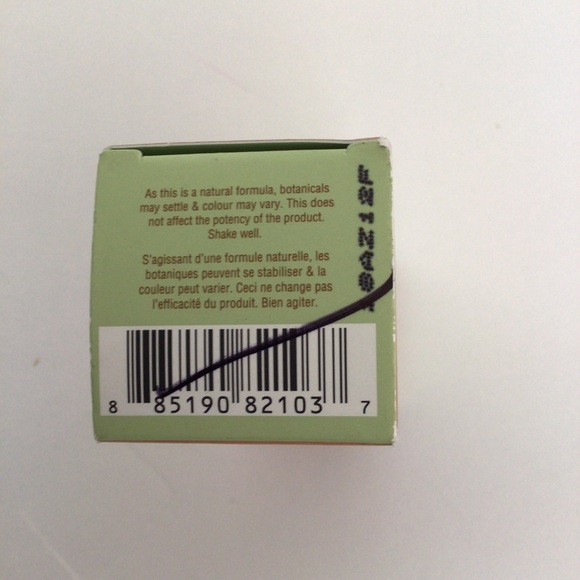 As this is a natural formula, botanicals
may settle & colour may vary. This does
not affect the potency of the product.
Shake well.
S'agissant d'une formule naturelle, les
botaniques peuvent se stabiliser & la
couleur peut varier. Ceci ne change pas
l'efficacité du produit. Bien agiter.
8 85190 82103 7